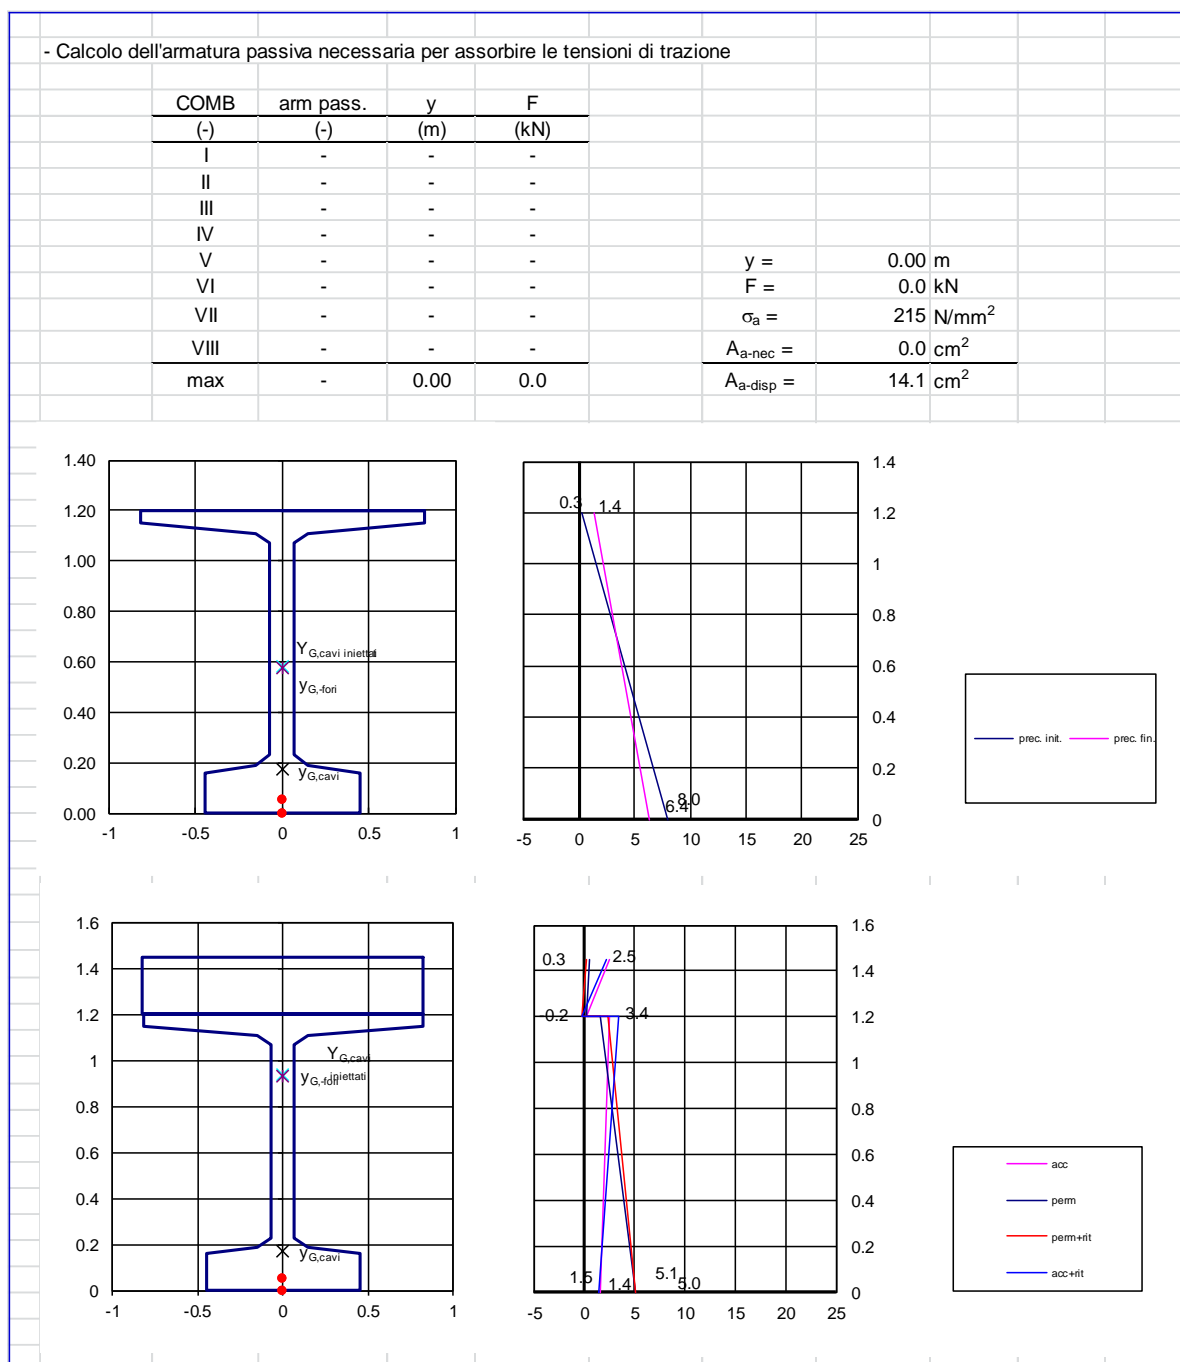 - Calcolo dell'armatura passiva necessaria per assorbire le tensioni di trazione
COMB arm pass. y F
(-) (-) (m) (kN)
I - - -
II - - -
III - - -
IV - - -
V - - - y = 0.00 m
VI - - - F = 0.0 kN
VII - - - σa = 215 N/mm²
VIII - - - Aa-nec = 0.0 cm²
max - 0.00 0.0 Aa-disp = 14.1 cm²
1.40
1.20
1.00
0.80
0.60
0.40
0.20
0.00
-1 -0.5 0 0.5 1
YG,cavi iniettati
yG,-fori
yG,cavi
0.3 1.4
6.4 8.0
1.4
1.2
1
0.8
0.6
0.4
0.2
0
-5 0 5 10 15 20 25
prec. init. prec. fin.
1.6
1.4
1.2
1
0.8
0.6
0.4
0.2
0
-1 -0.5 0 0.5 1
YG,cavi
iniettati
yG,-fori
yG,cavi
0.3 2.5
-0.2 3.4
1.5 1.4 5.1 5.0
1.6
1.4
1.2
1
0.8
0.6
0.4
0.2
0
-5 0 5 10 15 20 25
acc
perm
perm+rit
acc+rit